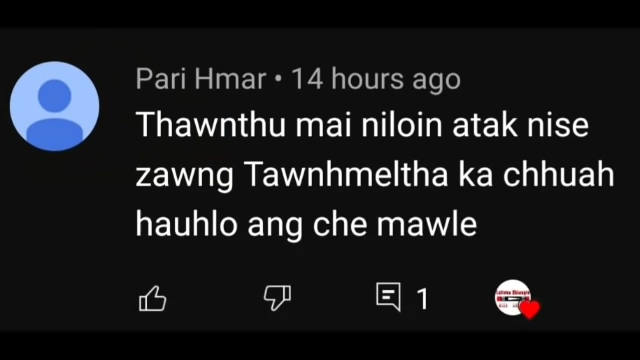 Pari Hmar • 14 hours ago
Thawnthu mai niloin atak nise
zawng Tawnhmeltha ka chhuah
hauhlo ang che mawle
1